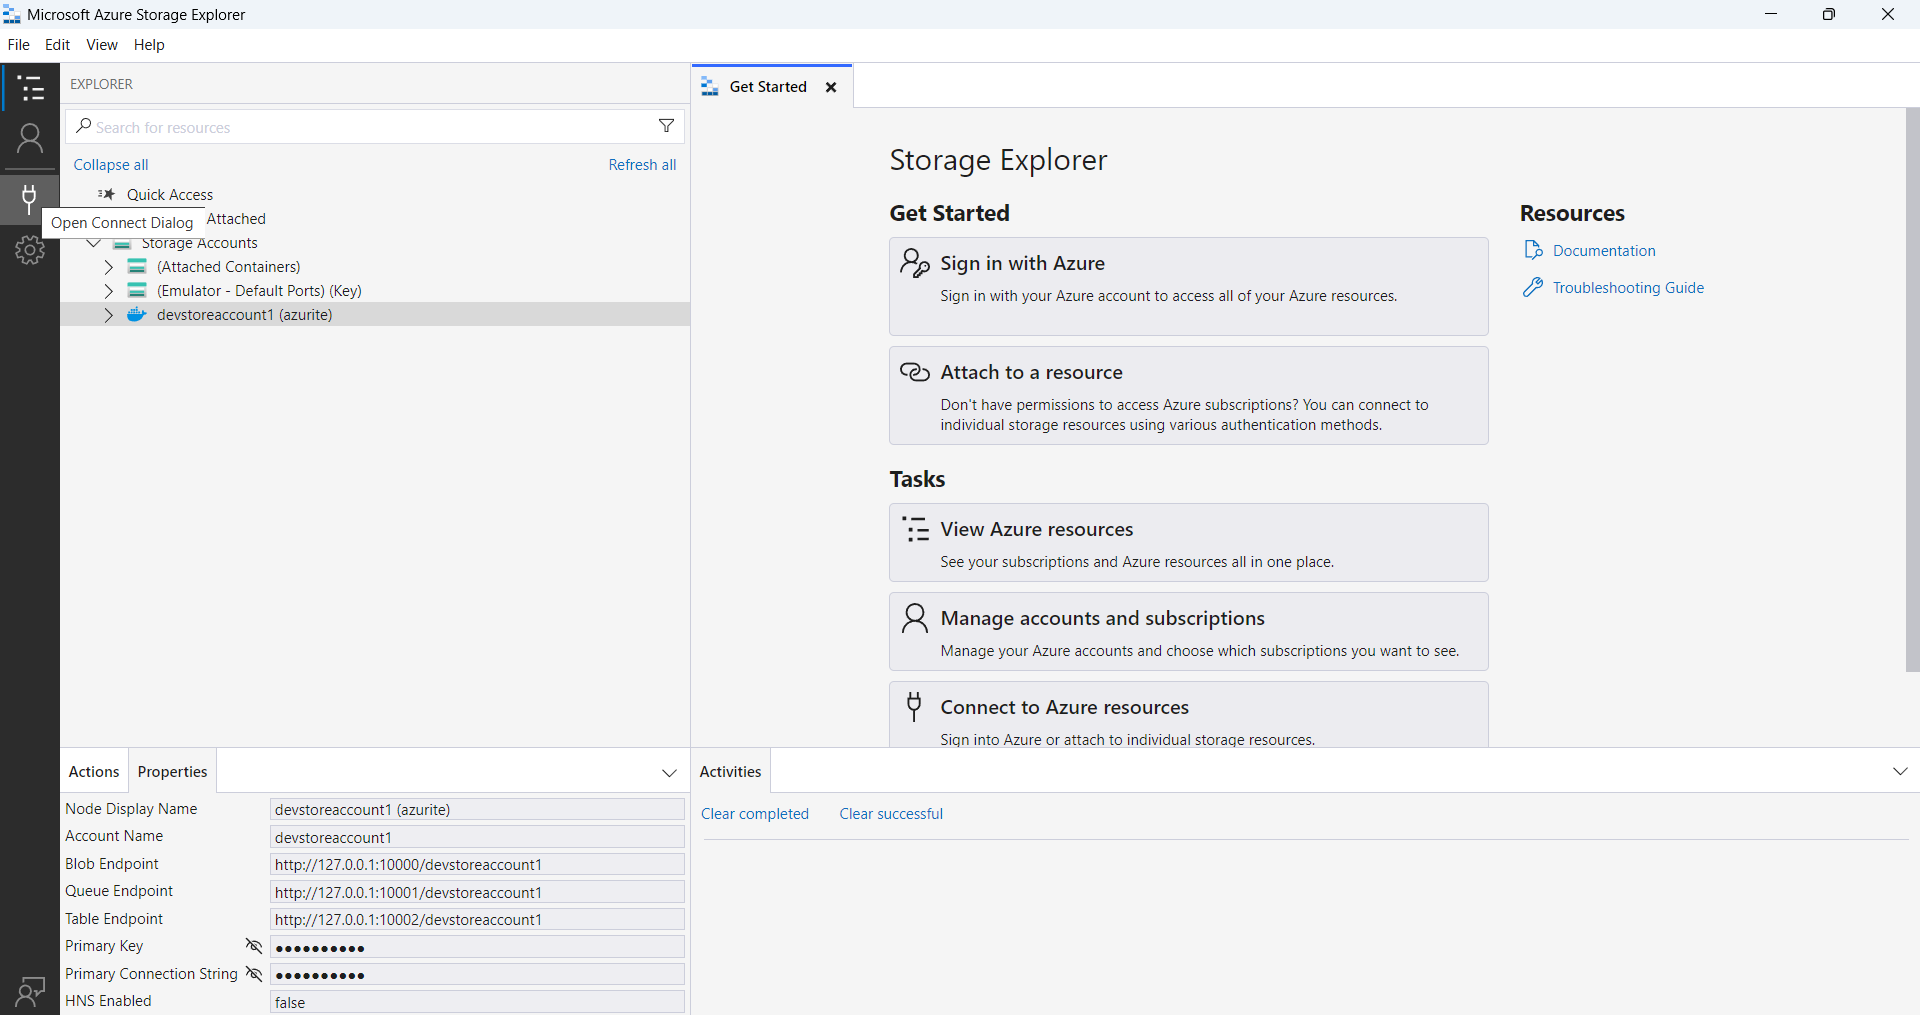 Microsoft Azure Storage Explorer
File Edit View Help
EXPLORER
Search for resources
Collapse all Refresh all
Quick Access
Attached
Open Connect Dialog
Storage Accounts
(Attached Containers)
(Emulator - Default Ports) (Key)
devstoreaccount1 (azurite)
Get Started
Storage Explorer
Get Started
Sign in with Azure
Sign in with your Azure account to access all of your Azure resources.
Attach to a resource
Don't have permissions to access Azure subscriptions? You can connect to
individual storage resources using various authentication methods.
Tasks
View Azure resources
See your subscriptions and Azure resources all in one place.
Manage accounts and subscriptions
Manage your Azure accounts and choose which subscriptions you want to see.
Connect to Azure resources
Sign into Azure or attach to individual storage resources.
Resources
Documentation
Troubleshooting Guide
Actions Properties
Node Display Name devstoreaccount1 (azurite)
Account Name devstoreaccount1
Blob Endpoint http://127.0.0.1:10000/devstoreaccount1
Queue Endpoint http://127.0.0.1:10001/devstoreaccount1
Table Endpoint http://127.0.0.1:10002/devstoreaccount1
Primary Key ●●●●●●●●●●
Primary Connection String ●●●●●●●●●●
HNS Enabled false
Activities
Clear completed Clear successful